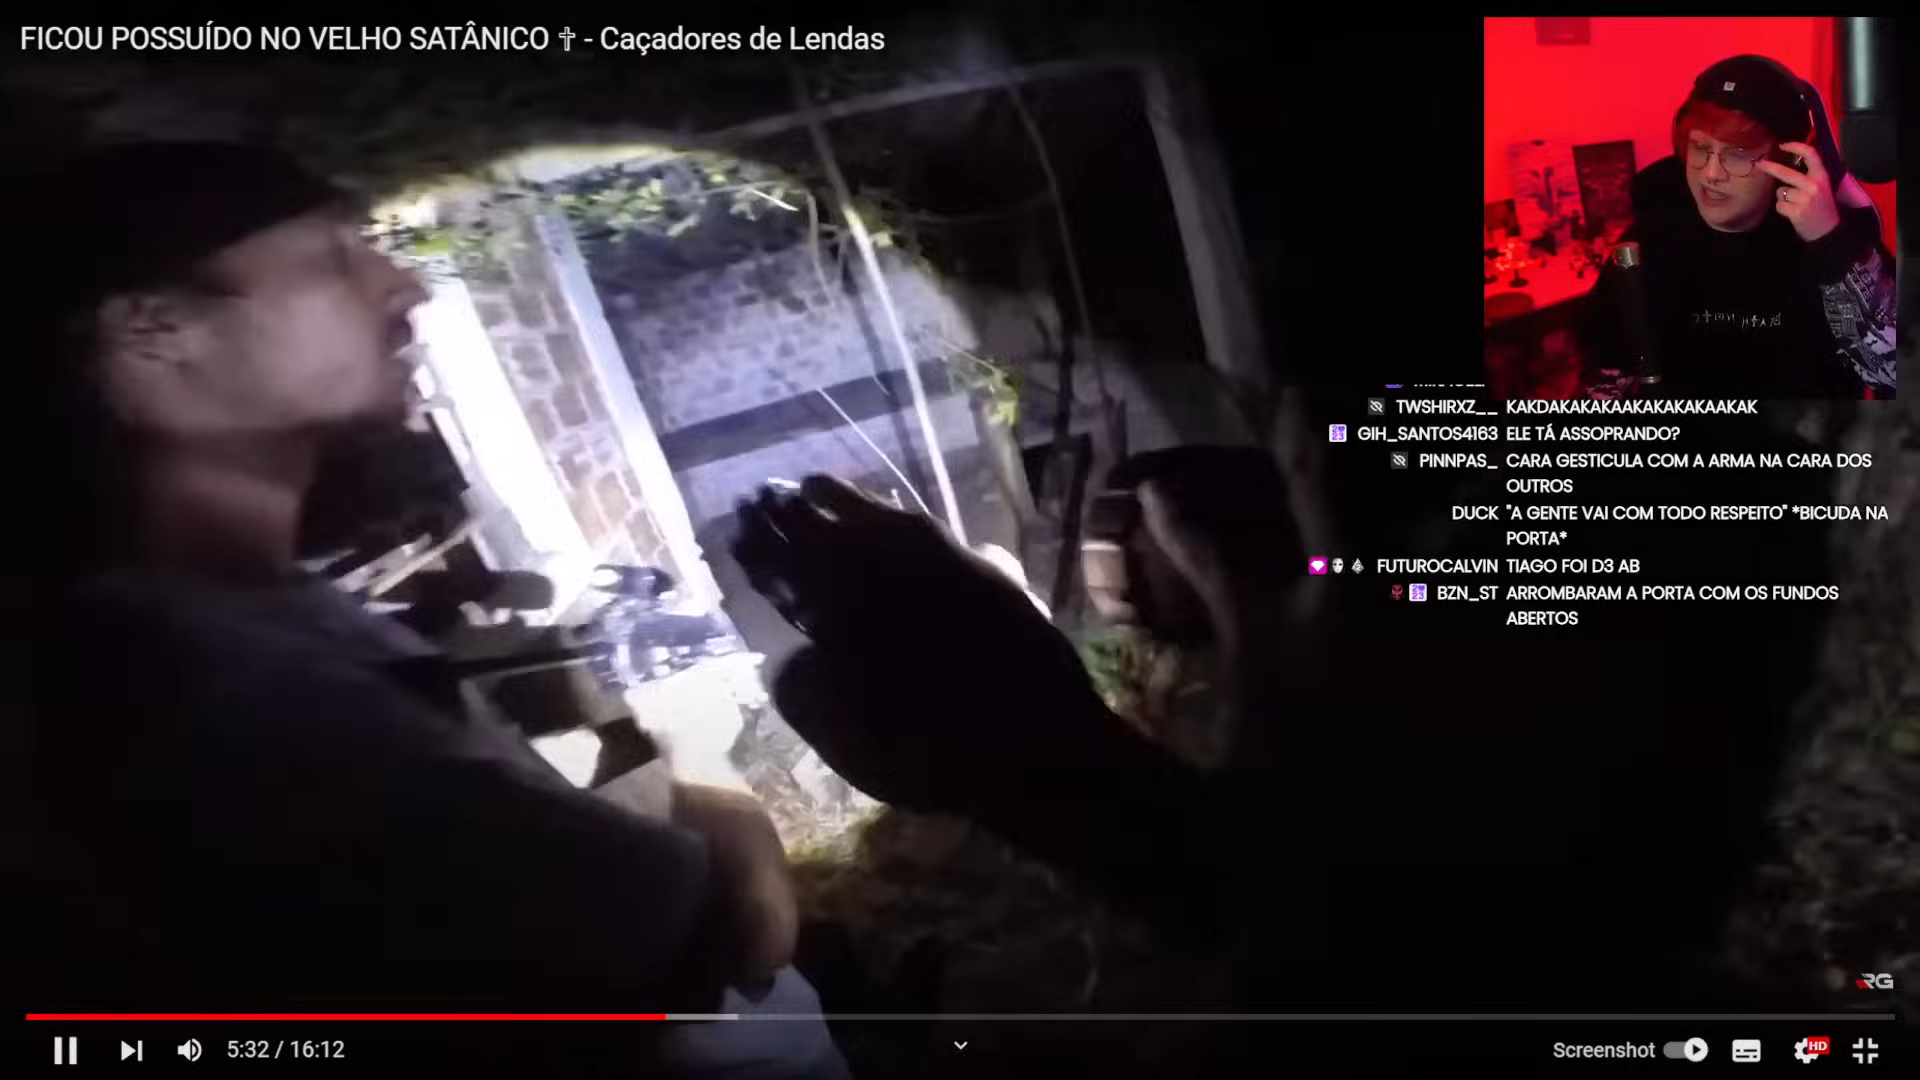 FICOU POSSUÍDO NO VELHO SATÂNICO ✝ - Caçadores de Lendas
TWSHIRXZ__ KAKDAKAKAKAAKAKAKAKAAKAK
GIH_SANTOS4163 ELE TÁ ASSOPRANDO?
PINNPAS_ CARA GESTICULA COM A ARMA NA CARA DOS
OUTROS
DUCK "A GENTE VAI COM TODO RESPEITO" *BICUDA NA
PORTA*
FUTUROCALVIN TIAGO FOI D3 AB
BZN_ST ARROMBARAM A PORTA COM OS FUNDOS
ABERTOS
RG
5:32 / 16:12
Screenshot
HD